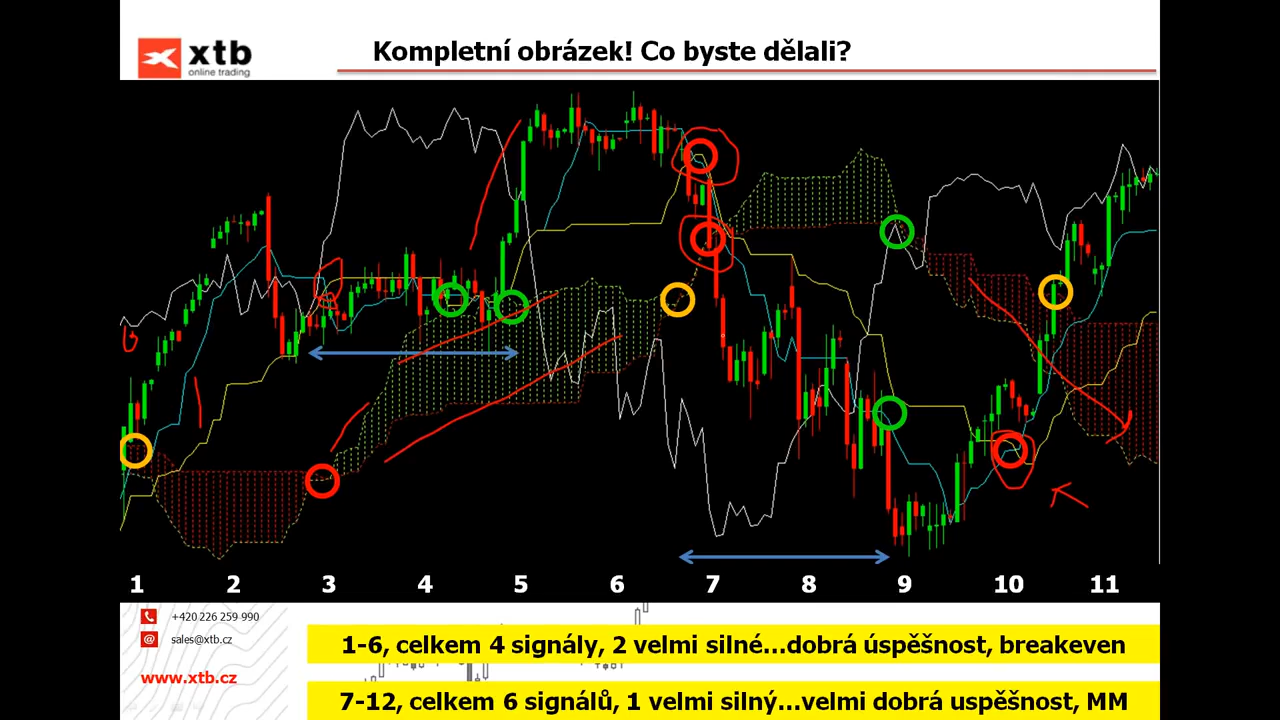 xtb
online trading
Kompletní obrázek! Co byste dělali?
1 2 3 4 5 6 7 8 9 10 11
+420 226 259 990
sales@xtb.cz
www.xtb.cz
1-6, celkem 4 signály, 2 velmi silné...dobrá úspěšnost, breakeven
7-12, celkem 6 signálů, 1 velmi silný...velmi dobrá uspěšnost, MM